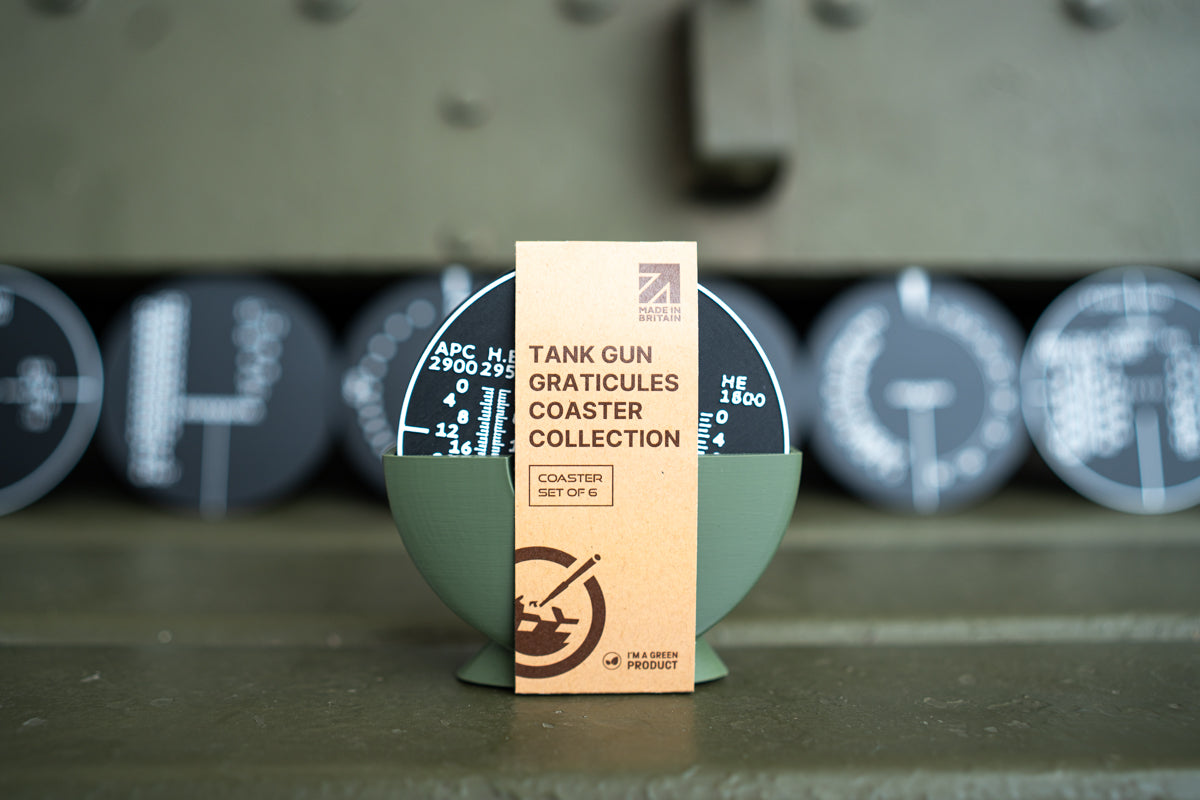 MADE IN
BRITAIN
TANK GUN
GRATICULES
COASTER
COLLECTION
COASTER
SET OF 6
I'M A GREEN
PRODUCT
APC H.E
2900 295
0
4
8
12
16
HE
1800
0
4